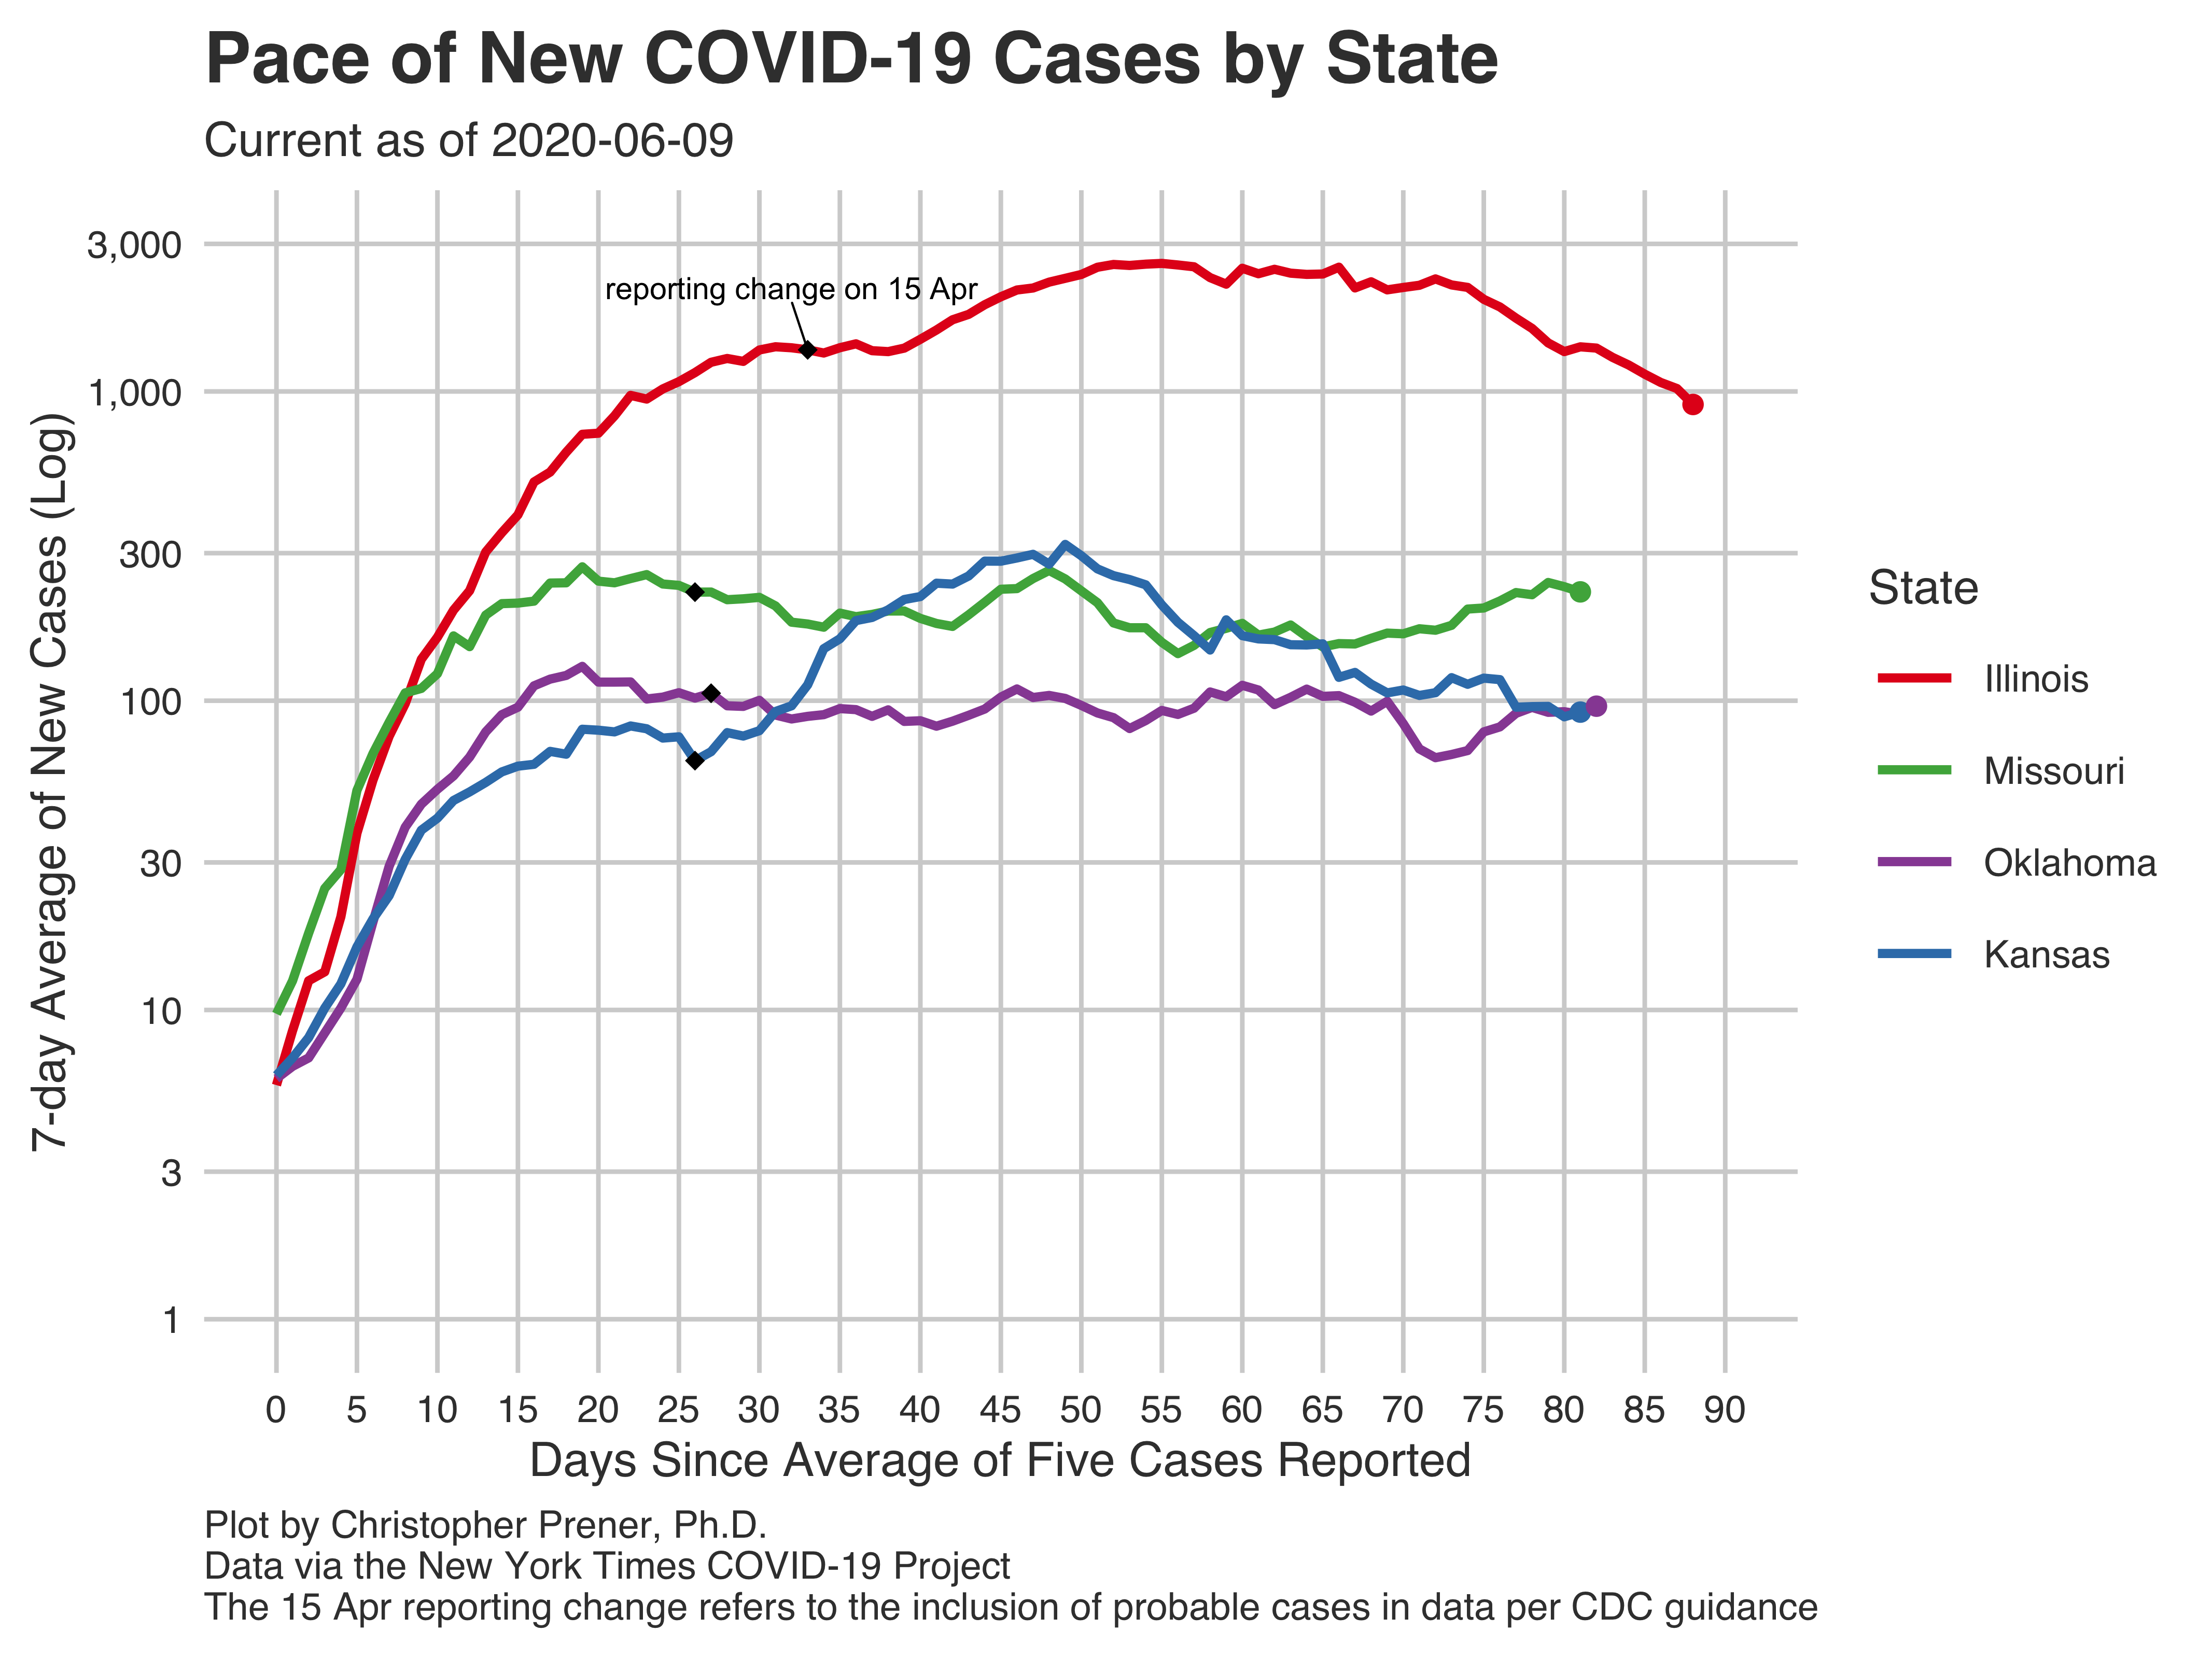 Pace of New COVID-19 Cases by State
Current as of 2020-06-09
7-day Average of New Cases (Log)
3,000
1,000
300
100
30
10
3
1
reporting change on 15 Apr
0 5 10 15 20 25 30 35 40 45 50 55 60 65 70 75 80 85 90
Days Since Average of Five Cases Reported
State
Illinois
Missouri
Oklahoma
Kansas
Plot by Christopher Prener, Ph.D.
Data via the New York Times COVID-19 Project
The 15 Apr reporting change refers to the inclusion of probable cases in data per CDC guidance